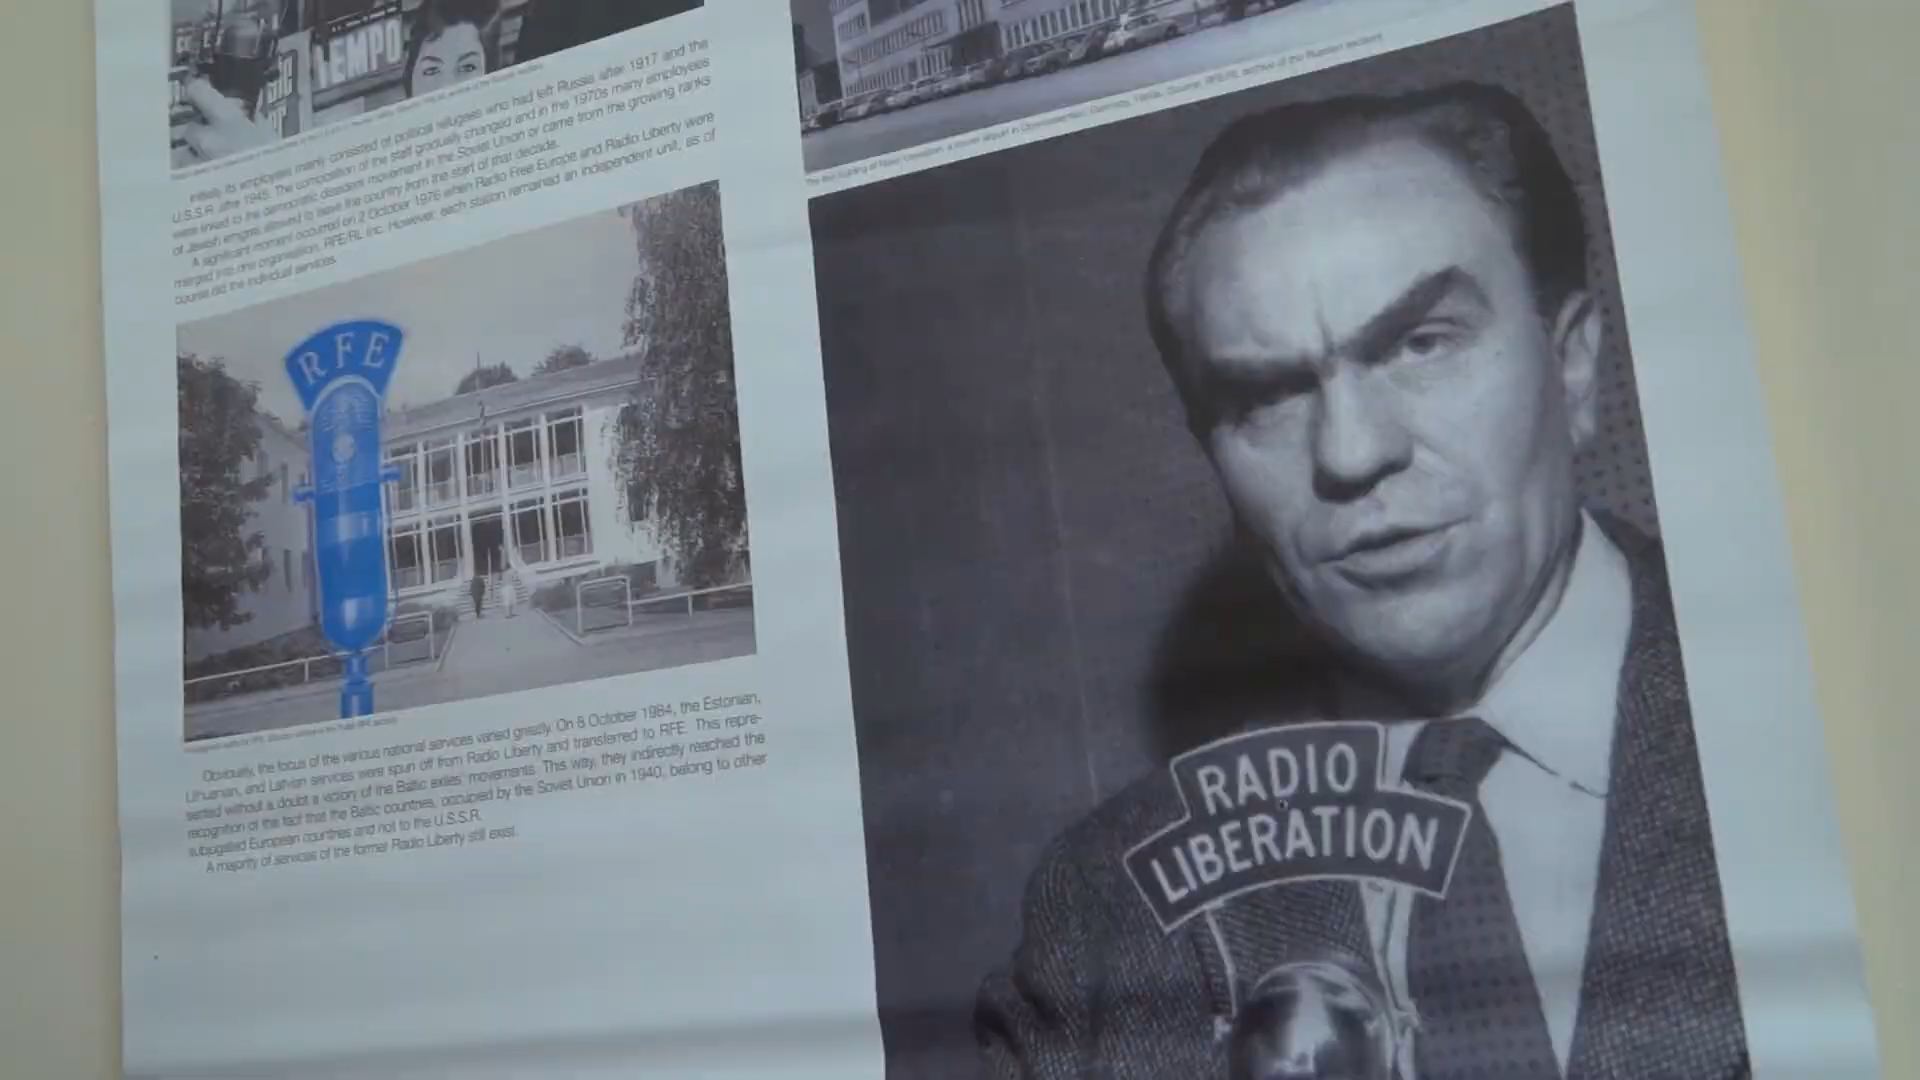 TEMPO
Initially, its employees mainly consisted of political refugees who had left Russia after 1917 and the
U.S.S.R. after 1945. The composition of the staff gradually changed and in the 1970s many employees
were linked to the democratic dissident movement in the Soviet Union or came from the growing ranks
of Jewish emigrés allowed to leave the country from the start of that decade.
A significant moment occurred on 2 October 1976 when Radio Free Europe and Radio Liberty were
merged into one organisation, RFE/RL Inc. However, each station remained an independent unit, as of
course did the individual services.
RFE
Obviously, the focus of the various national services varied greatly. On 8 October 1984, the Estonian,
Lithuanian, and Latvian services were spun off from Radio Liberty and transferred to RFE. This repre-
sented without a doubt a victory of the Baltic exiles' movements. This way, they indirectly reached the
recognition of the fact that the Baltic countries, occupied by the Soviet Union in 1940, belong to other
subjugated European countries and not to the U.S.S.R.
A majority of services of the former Radio Liberty still exist.
RADIO
LIBERATION